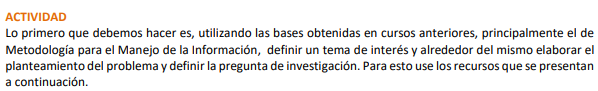 ACTIVIDAD
Lo primero que debemos hacer es, utilizando las bases obtenidas en cursos anteriores, principalmente el de
Metodología para el Manejo de la Información, definir un tema de interés y alrededor del mismo elaborar el
planteamiento del problema y definir la pregunta de investigación. Para esto use los recursos que se presentan
a continuación.